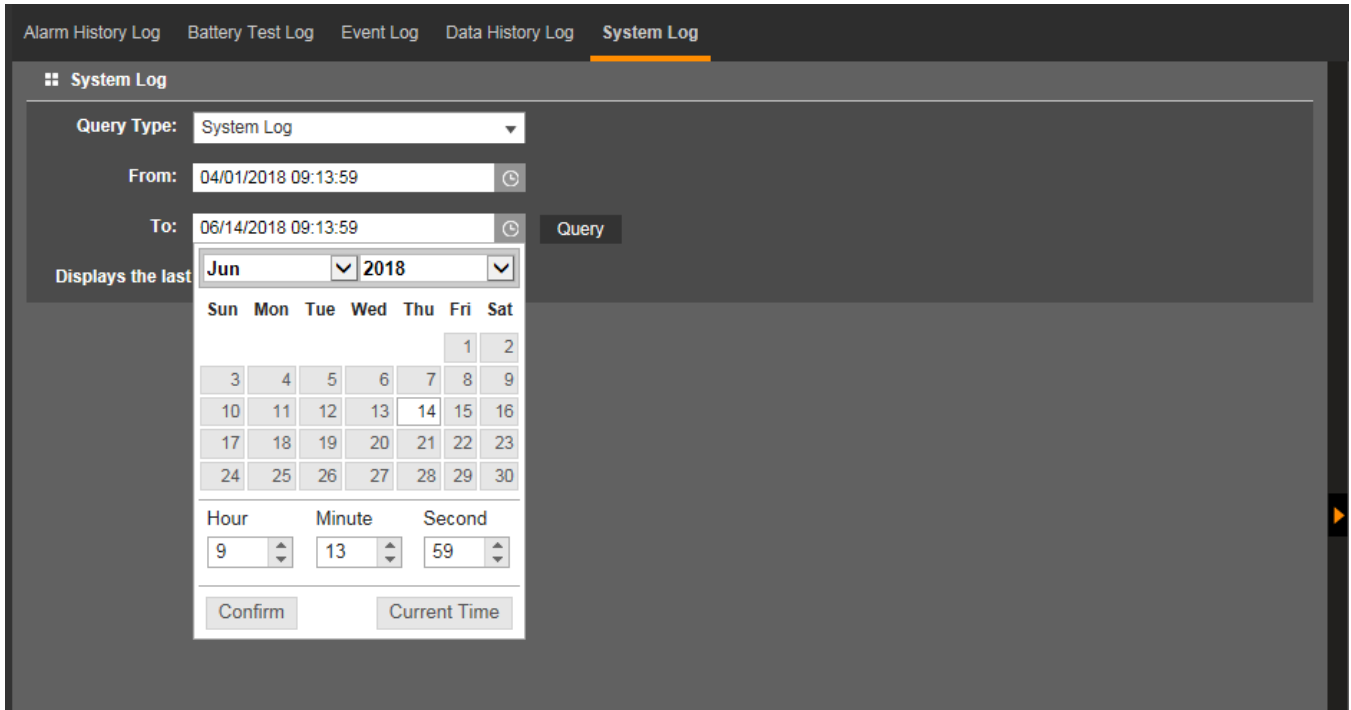 Alarm History Log Battery Test Log Event Log Data History Log System Log
System Log
Query Type: System Log
From: 04/01/2018 09:13:59
To: 06/14/2018 09:13:59 Query
Displays the last
Jun 2018
Sun Mon Tue Wed Thu Fri Sat
1 2
3 4 5 6 7 8 9
10 11 12 13 14 15 16
17 18 19 20 21 22 23
24 25 26 27 28 29 30
Hour Minute Second
9 13 59
Confirm Current Time